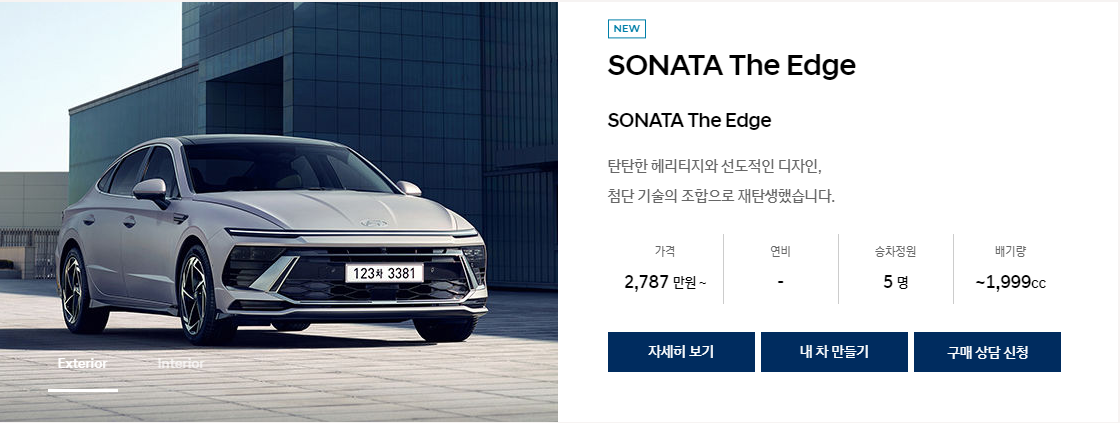 NEW
SONATA The Edge
SONATA The Edge
탄탄한 헤리티지와 선도적인 디자인,
첨단 기술의 조합으로 재탄생했습니다.
가격 연비 승차정원 배기량
2,787 만원 ~ - 5 명 ~1,999cc
자세히 보기 내 차 만들기 구매 상담 신청
123차 3381
Exterior Interior